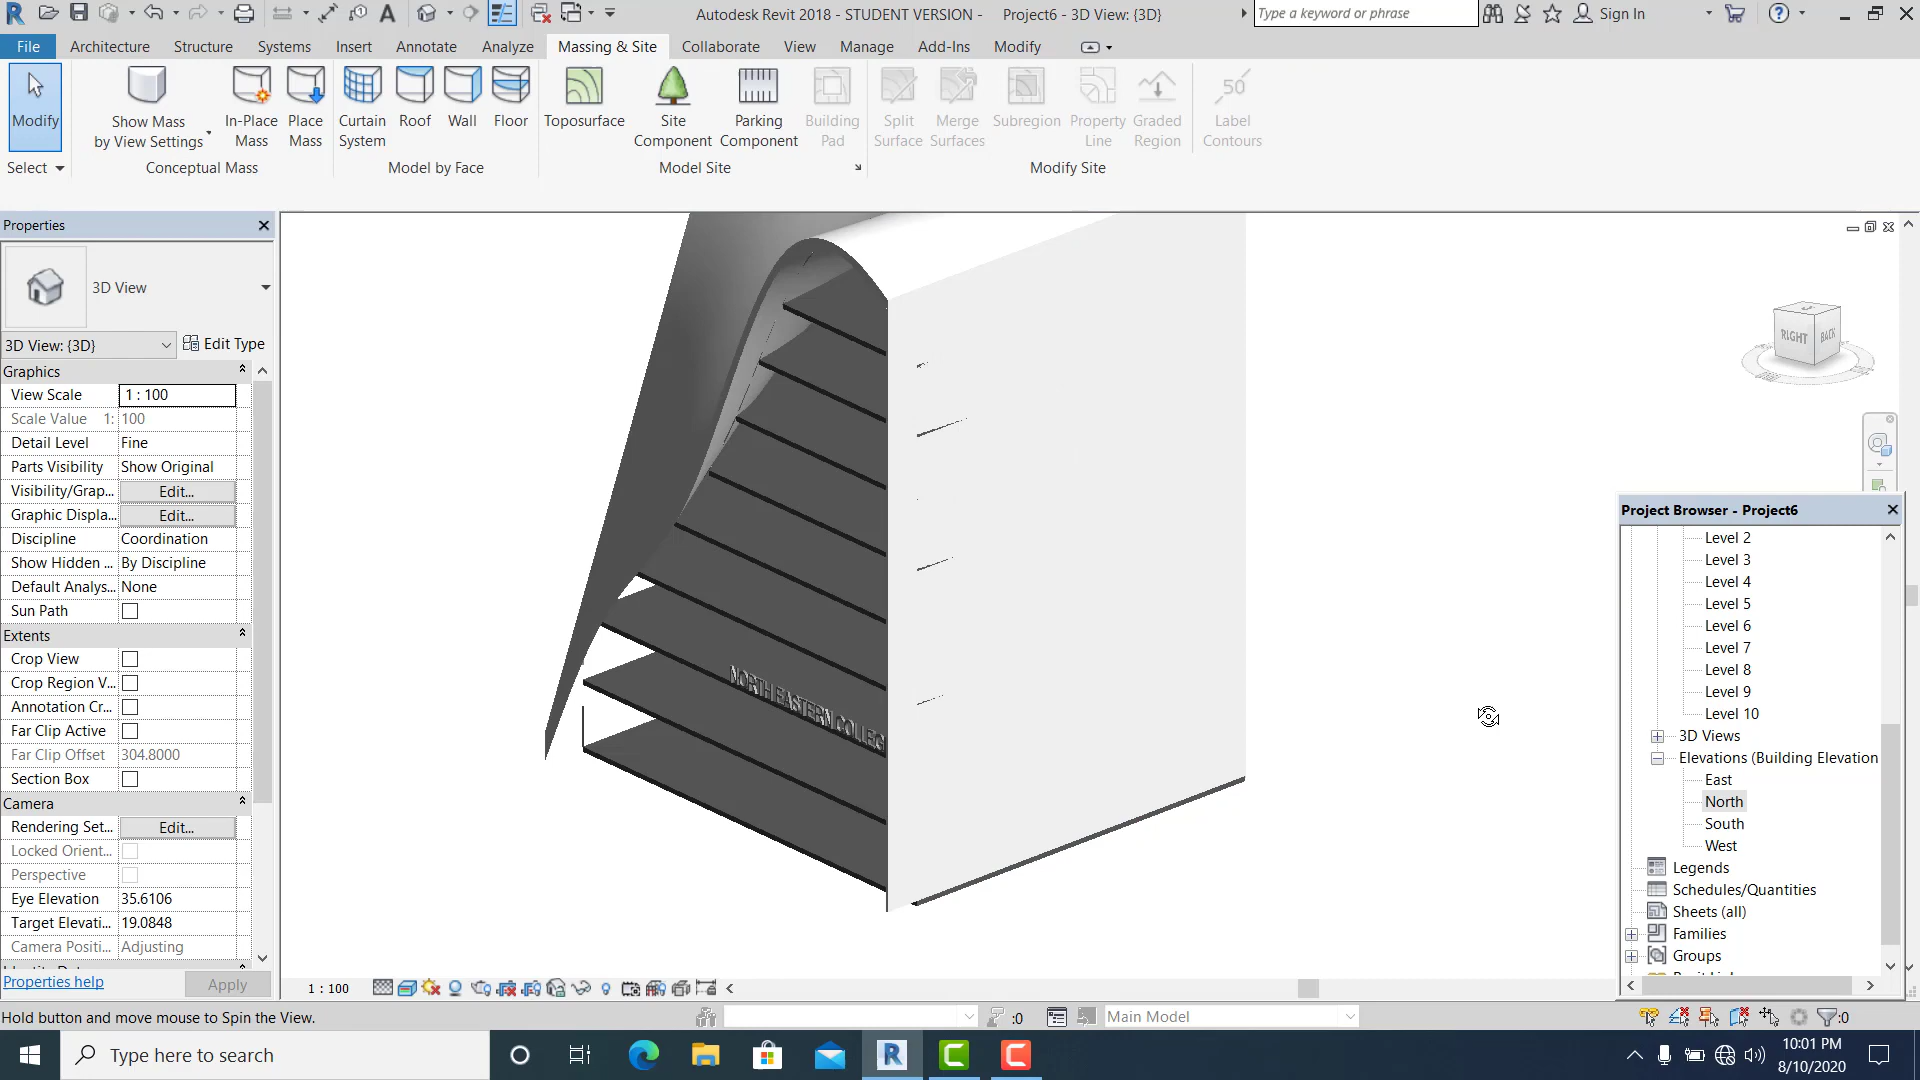 Autodesk Revit 2018 - STUDENT VERSION - Project6 - 3D View: {3D}
Type a keyword or phrase
Sign In
File Architecture Structure Systems Insert Annotate Analyze Massing & Site Collaborate View Manage Add-Ins Modify
Modify
Show Mass by View Settings
In-Place Mass
Place Mass
Curtain System
Roof
Wall
Floor
Toposurface
Site Component
Parking Component
Building Pad
Split Surface
Merge Surfaces
Subregion
Property Line
Graded Region
50
Label Contours
Select
Conceptual Mass
Model by Face
Model Site
Modify Site
Properties
3D View
3D View: {3D}
Edit Type
Graphics
View Scale 1 : 100
Scale Value 1: 100
Detail Level Fine
Parts Visibility Show Original
Visibility/Grap... Edit...
Graphic Displa... Edit...
Discipline Coordination
Show Hidden ... By Discipline
Default Analys... None
Sun Path
Extents
Crop View
Crop Region V...
Annotation Cr...
Far Clip Active
Far Clip Offset 304.8000
Section Box
Camera
Rendering Set... Edit...
Locked Orient...
Perspective
Eye Elevation 35.6106
Target Elevati... 19.0848
Camera Positi... Adjusting
Properties help
Apply
NORTH EASTERN COLLEG
RIGHT
BACK
Project Browser - Project6
Level 2
Level 3
Level 4
Level 5
Level 6
Level 7
Level 8
Level 9
Level 10
3D Views
Elevations (Building Elevation
East
North
South
West
Legends
Schedules/Quantities
Sheets (all)
Families
Groups
1 : 100
Hold button and move mouse to Spin the View.
:0
Main Model
:0
Type here to search
10:01 PM
8/10/2020